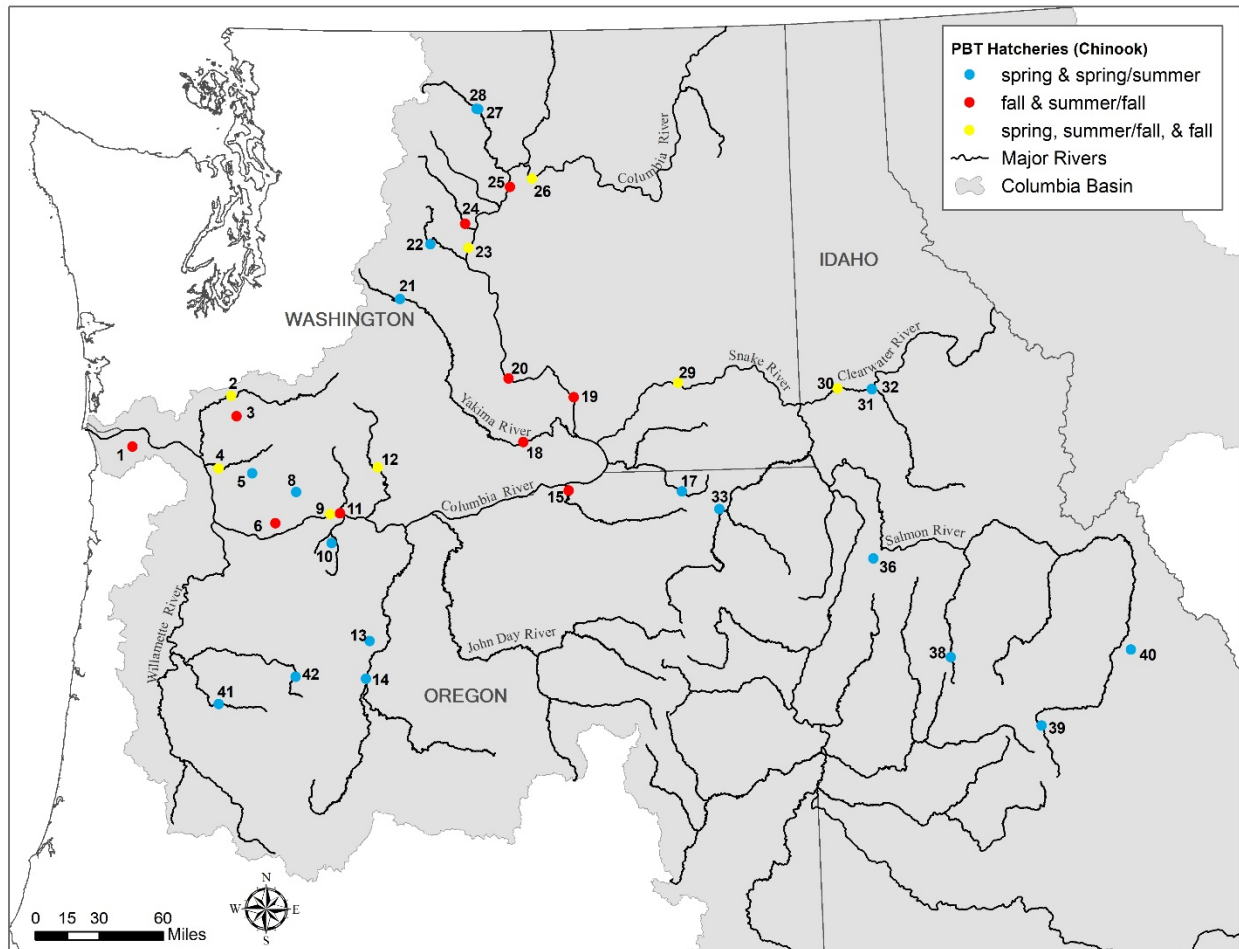 PBT Hatcheries (Chinook)
spring & spring/summer
fall & summer/fall
spring, summer/fall, & fall
Major Rivers
Columbia Basin
28
27
Columbia River
25
26
24
22
23
IDAHO
21
WASHINGTON
20
29
Snake River
Clearwater River
30
32
31
19
2
3
Yakima River
18
1
4
5
8
12
Columbia River
15
17
33
9
11
6
10
Salmon River
36
Willamette River
13
John Day River
38
40
42
14
OREGON
41
39
N
W
E
S
0 15 30 60
Miles